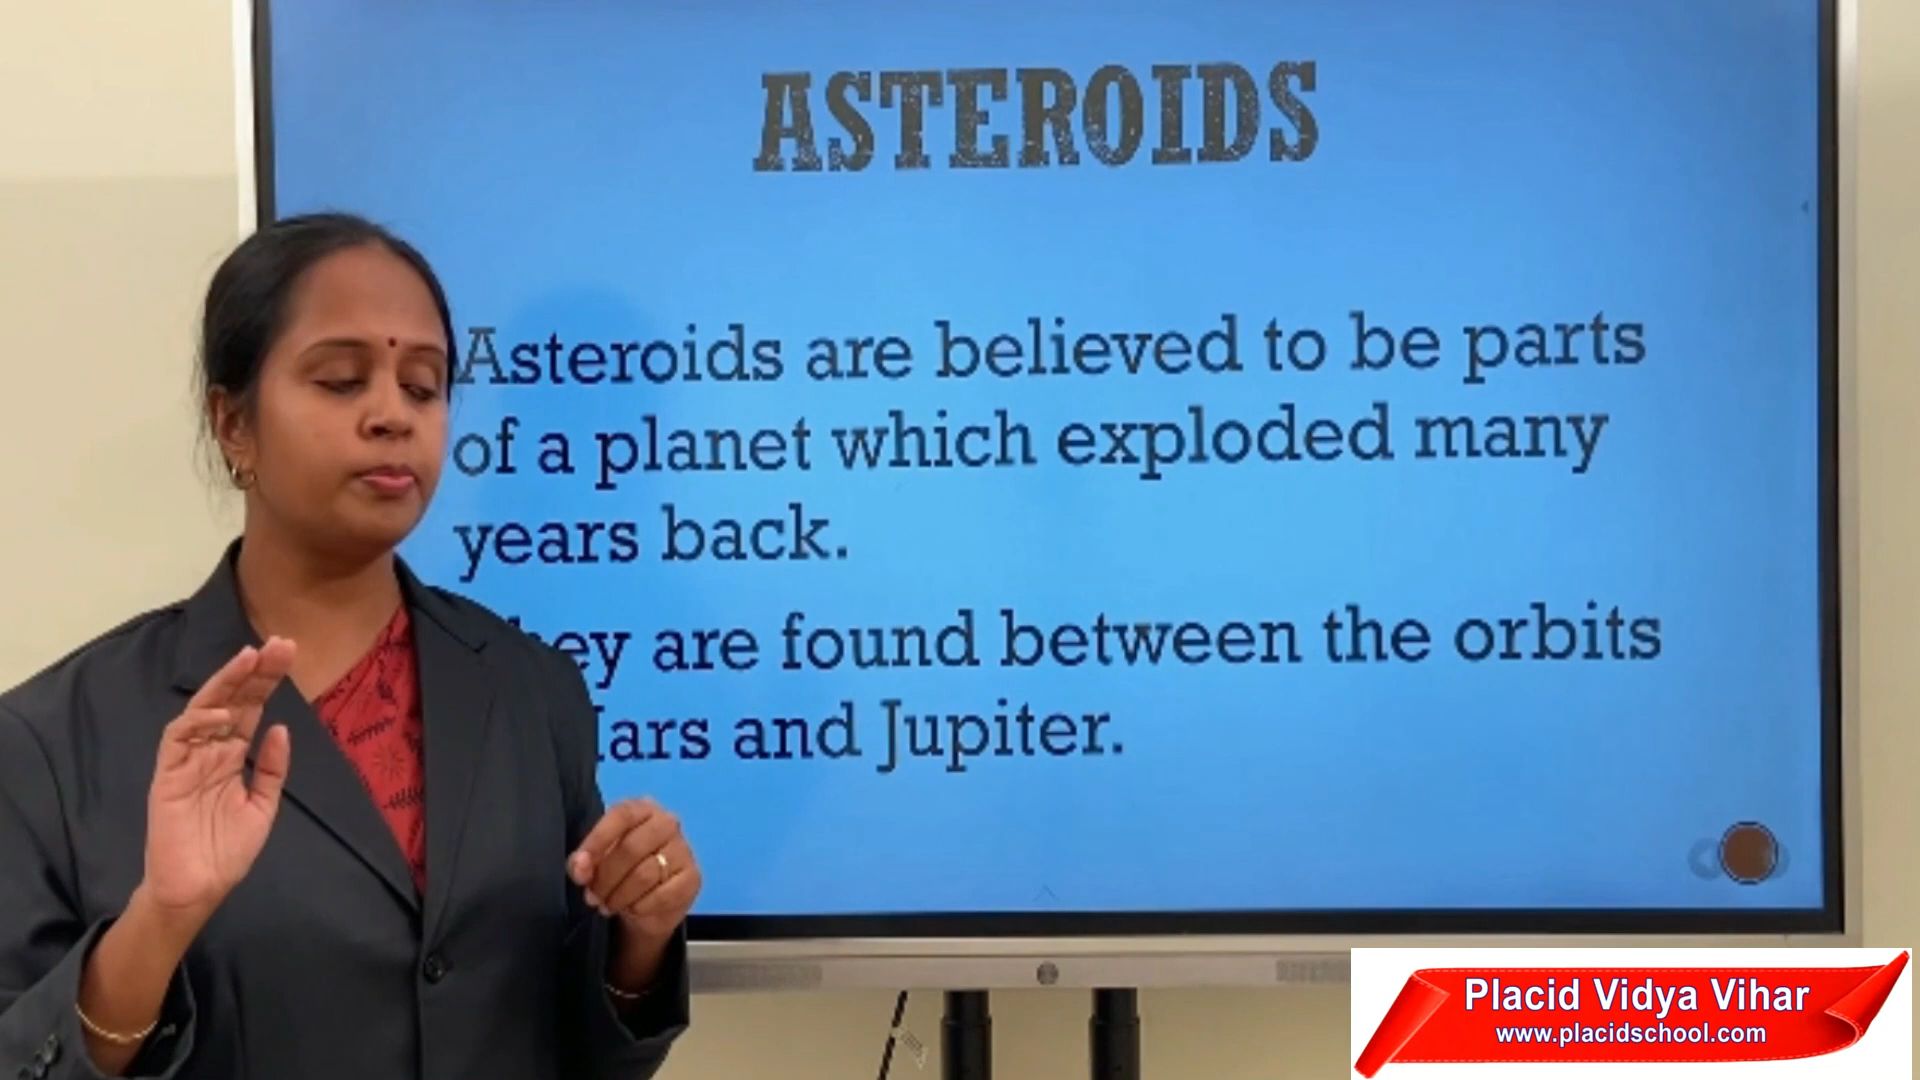 ASTEROIDS
Asteroids are believed to be parts
of a planet which exploded many
years back.
are found between the orbits
and Jupiter.
Placid Vidya Vihar
www.placidschool.com